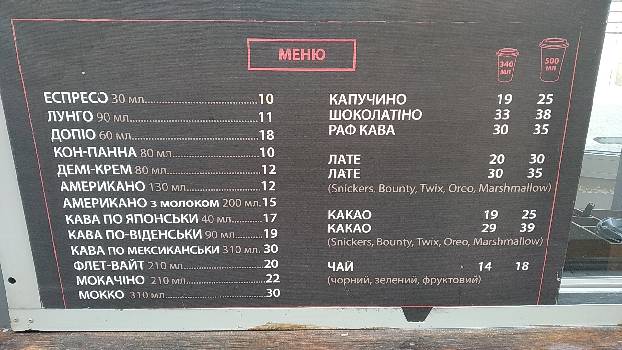 МЕНЮ
340 МЛ 500 МЛ
ЕСПРЕСО 30 мл 10
ЛУНГО 90 мл 11
ДОПІО 60 мл 18
КОН-ПАННА 80 мл 10
ДЕМІ-КРЕМ 80 мл 12
АМЕРИКАНО 130 мл 12
АМЕРИКАНО з молоком 200 мл 15
КАВА ПО ЯПОНСЬКИ 40 мл 17
КАВА ПО-ВІДЕНСЬКИ 90 мл 19
КАВА ПО МЕКСИКАНСЬКИ 310 мл 30
ФЛЕТ-ВАЙТ 210 мл 20
МОКАЧІНО 210 мл 22
МОККО 310 мл 30
КАПУЧИНО 19 25
ШОКОЛАТІНО 33 38
РАФ КАВА 30 35
ЛАТЕ 20 30
ЛАТЕ 30 35
(Snickers, Bounty, Twix, Oreo, Marshmallow)
КАКАО 19 25
КАКАО 29 39
(Snickers, Bounty, Twix, Oreo, Marshmallow)
ЧАЙ 14 18
(чорний, зелений, фруктовий)